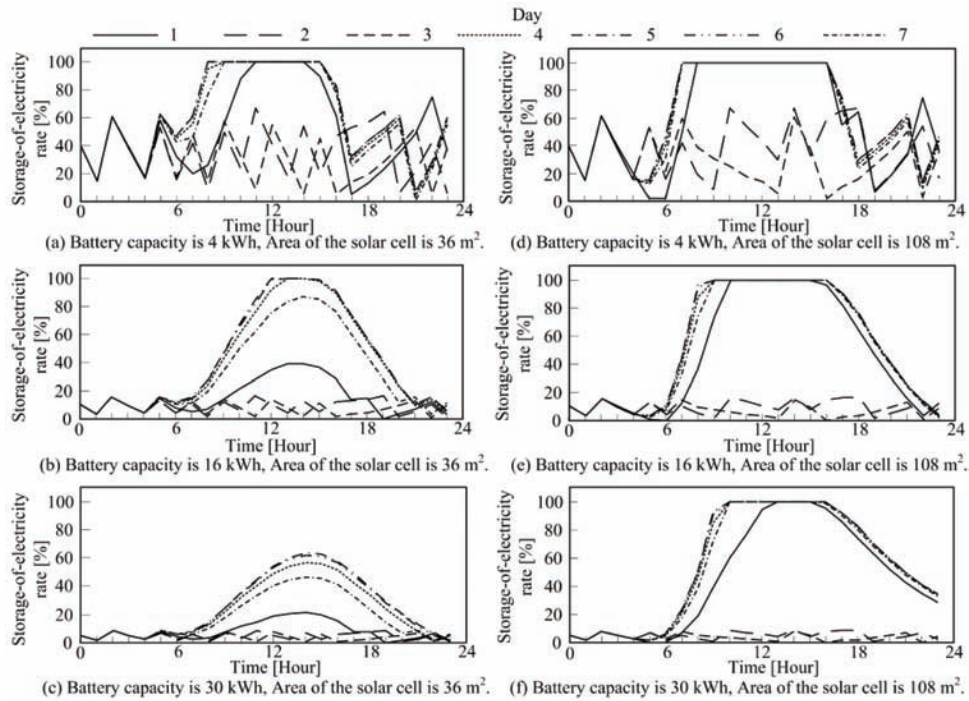 Day
1 2 3 4 5 6 7
Storage-of-electricity
rate [%]
100
80
60
40
20
0
0 6 12 18 24
Time [Hour]
(a) Battery capacity is 4 kWh, Area of the solar cell is 36 m².
Storage-of-electricity
rate [%]
100
80
60
40
20
0
0 6 12 18 24
Time [Hour]
(d) Battery capacity is 4 kWh, Area of the solar cell is 108 m².
Storage-of-electricity
rate [%]
100
80
60
40
20
0
0 6 12 18 24
Time [Hour]
(b) Battery capacity is 16 kWh, Area of the solar cell is 36 m².
Storage-of-electricity
rate [%]
100
80
60
40
20
0
0 6 12 18 24
Time [Hour]
(e) Battery capacity is 16 kWh, Area of the solar cell is 108 m².
Storage-of-electricity
rate [%]
100
80
60
40
20
0
0 6 12 18 24
Time [Hour]
(c) Battery capacity is 30 kWh, Area of the solar cell is 36 m².
Storage-of-electricity
rate [%]
100
80
60
40
20
0
0 6 12 18 24
Time [Hour]
(f) Battery capacity is 30 kWh, Area of the solar cell is 108 m².